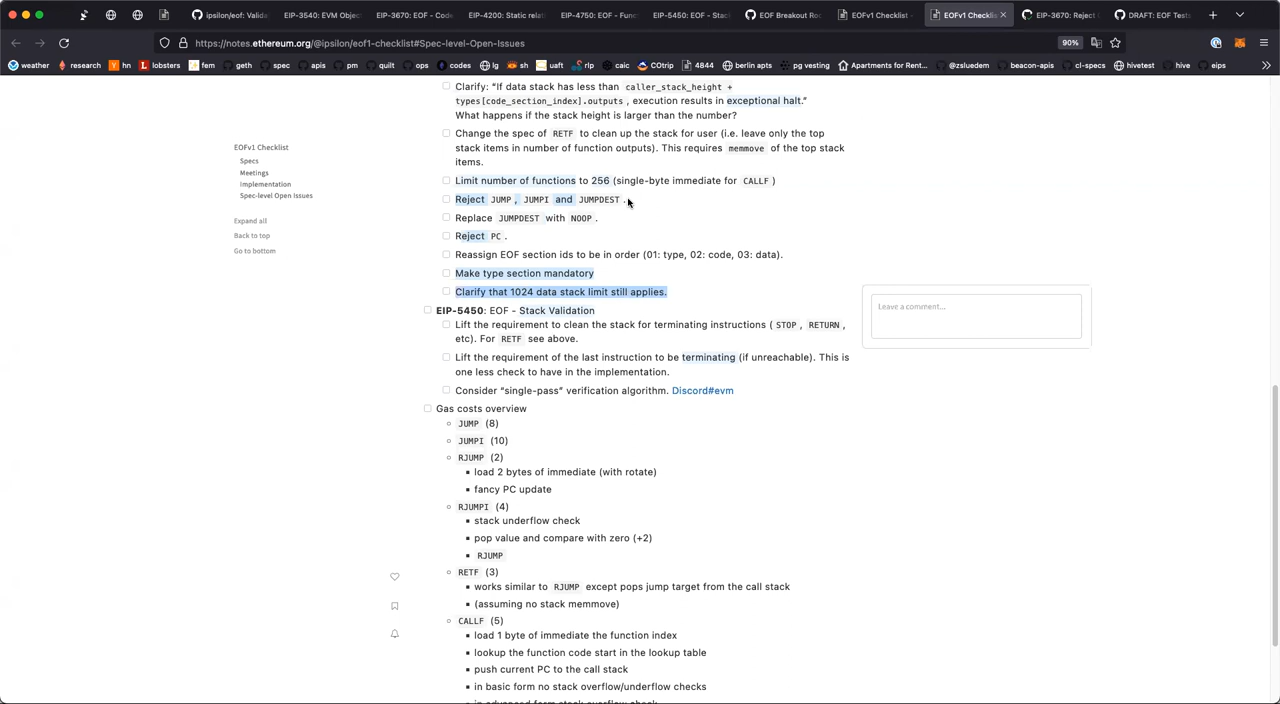 ipsilon/eof: Valida
EIP-3540: EVM Obje
EIP-3670: EOF - Code
EIP-4200: Static relat
EIP-4750: EOF - Func
EIP-5450: EOF - Stac
EOF Breakout Roo
EOFv1 Checklist -
EOFv1 Checklis
EIP-3670: Reject
DRAFT: EOF Tests
https://notes.ethereum.org/@ipsilon/eof1-checklist#Spec-level-Open-Issues
90%
weather research hn lobsters fem geth spec apis pm quilt ops codes lg sh uaft rlp calc COtrip 4844 berlin apts pg vesting Apartments for Rent... @zsluedem beacon-apis cl-specs hivetest hive eips
EOFv1 Checklist
Specs
Meetings
Implementation
Spec-level Open Issues
Expand all
Back to top
Go to bottom
Clarify: “If data stack has less than caller_stack_height +
types[code_section_index].outputs, execution results in exceptional halt.”
What happens if the stack height is larger than the number?
Change the spec of RETF to clean up the stack for user (i.e. leave only the top
stack items in number of function outputs). This requires memmove of the top stack
items.
Limit number of functions to 256 (single-byte immediate for CALLF)
Reject JUMP, JUMPI and JUMPDEST.
Replace JUMPDEST with NOOP.
Reject PC.
Reassign EOF section ids to be in order (01: type, 02: code, 03: data).
Make type section mandatory
Clarify that 1024 data stack limit still applies.
Leave a comment...
EIP-5450: EOF - Stack Validation
Lift the requirement to clean the stack for terminating instructions (STOP, RETURN,
etc). For RETF see above.
Lift the requirement of the last instruction to be terminating (if unreachable). This is
one less check to have in the implementation.
Consider “single-pass” verification algorithm. Discord#evm
Gas costs overview
JUMP (8)
JUMPI (10)
RJUMP (2)
load 2 bytes of immediate (with rotate)
fancy PC update
RJUMPI (4)
stack underflow check
pop value and compare with zero (+2)
RJUMP
RETF (3)
works similar to RJUMP except pops jump target from the call stack
(assuming no stack memmove)
CALLF (5)
load 1 byte of immediate the function index
lookup the function code start in the lookup table
push current PC to the call stack
in basic form no stack overflow/underflow checks
in advanced form stack overflow check